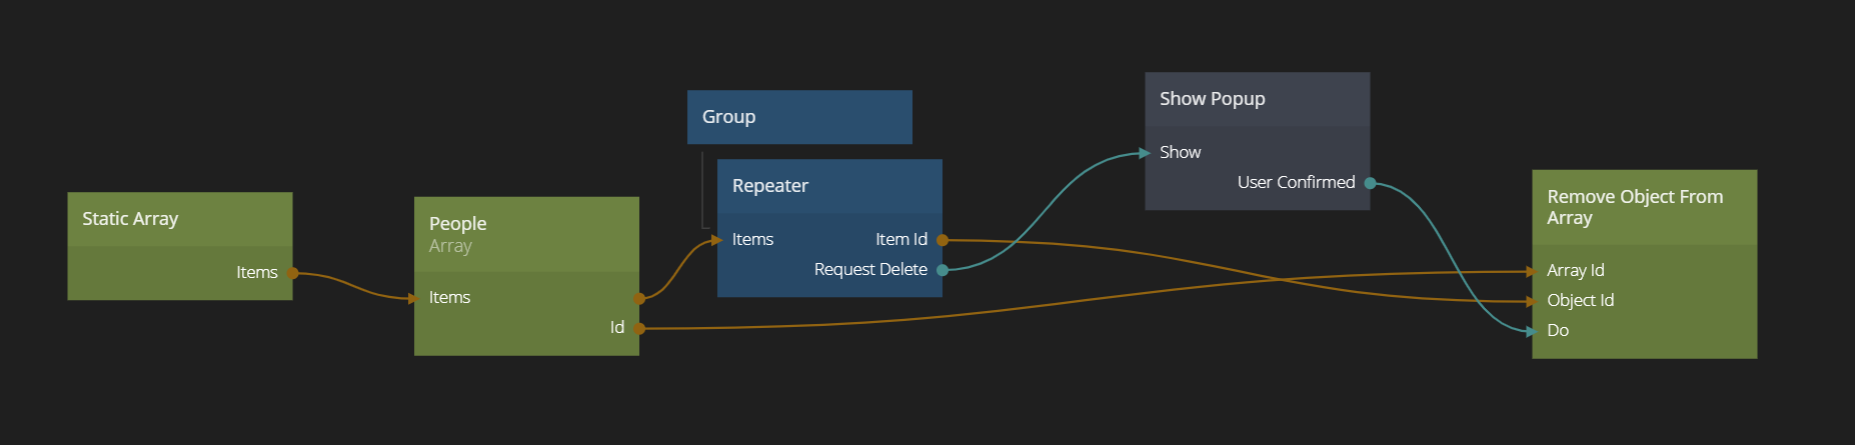 Static Array
Items
People
Array
Items
Id
Group
Repeater
Items Item Id
Request Delete
Show Popup
Show
User Confirmed
Remove Object From
Array
Array Id
Object Id
Do